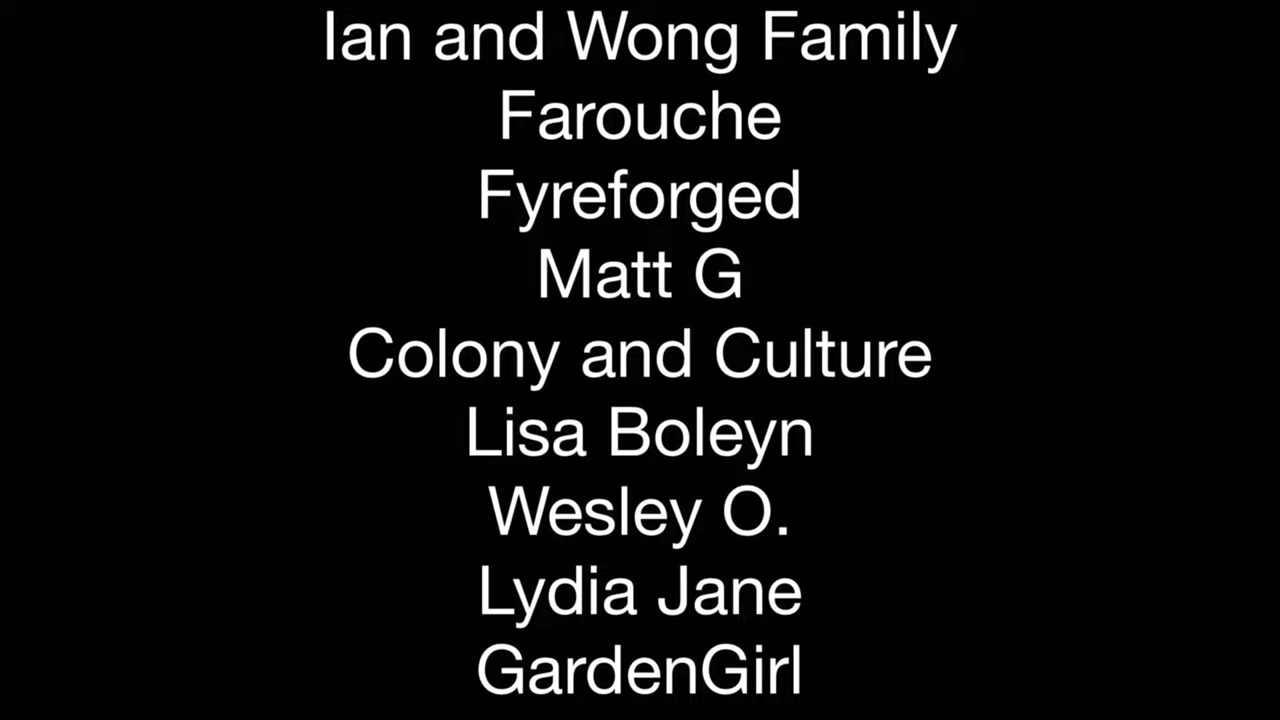 Ian and Wong Family
Farouche
Fyreforged
Matt G
Colony and Culture
Lisa Boleyn
Wesley O.
Lydia Jane
GardenGirl